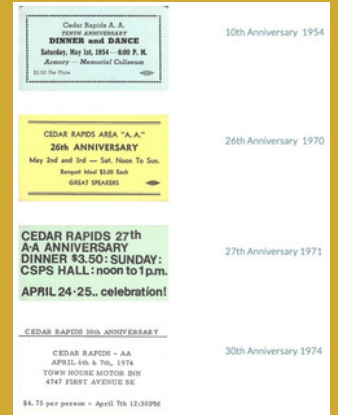 Cedar Rapids A. A.
TENTH ANNIVERSARY
DINNER and DANCE
Saturday, May 1st, 1954 — 6:00 P. M.
Armory — Memorial Coliseum
$2.50 Per Plate
10th Anniversary 1954
CEDAR RAPIDS AREA "A. A."
26th ANNIVERSARY
May 2nd and 3rd — Sat. Noon To Sun.
Banquet Meal $3.00 Each
GREAT SPEAKERS
26th Anniversary 1970
CEDAR RAPIDS 27th
A·A ANNIVERSARY
DINNER $3.50: SUNDAY:
CSPS HALL: noon to 1 p.m.
APRIL 24·25.. celebration!
27th Anniversary 1971
CEDAR RAPIDS 30th ANNIVERSARY
CEDAR RAPIDS - AA
APRIL 6th & 7th, 1974
TOWN HOUSE MOTOR INN
4747 FIRST AVENUE SE
$4.75 per person - April 7th 12:30PM
30th Anniversary 1974